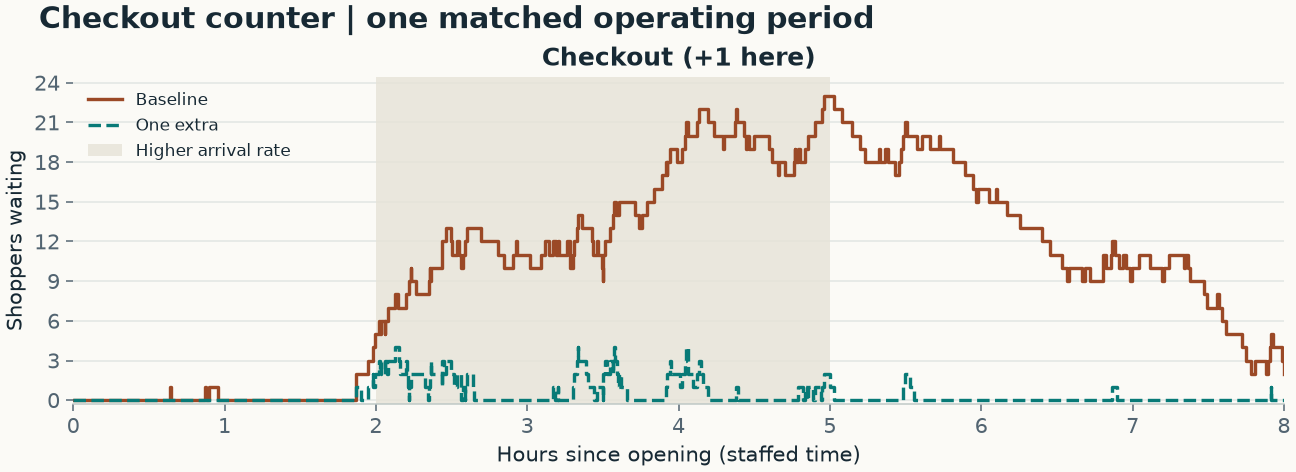 Checkout counter | one matched operating period
Checkout (+1 here)
Shoppers waiting
24
21
18
15
12
9
6
3
0
Baseline
One extra
Higher arrival rate
0 1 2 3 4 5 6 7 8
Hours since opening (staffed time)